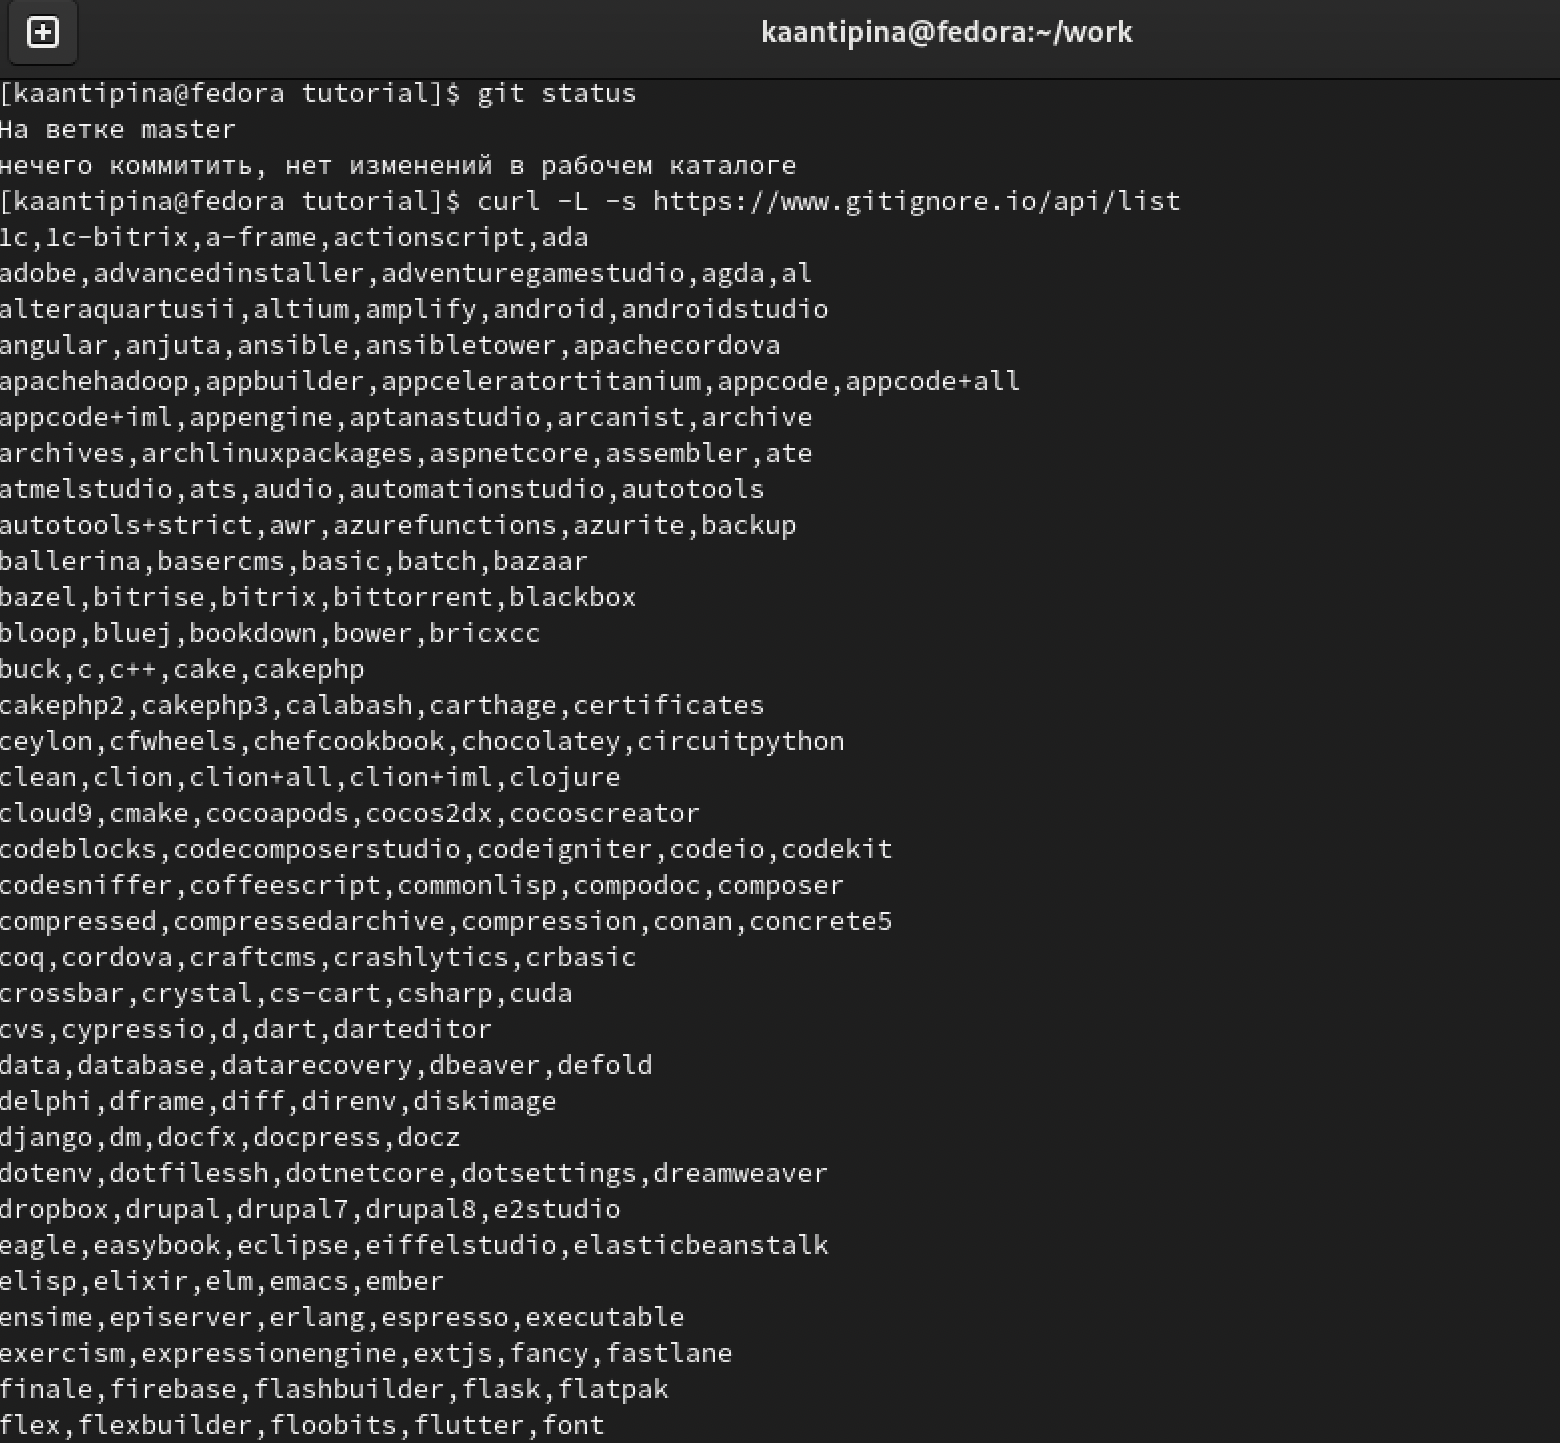 kaantipina@fedora:~/work
[kaantipina@fedora tutorial]$ git status
На ветке master
нечего коммитить, нет изменений в рабочем каталоге
[kaantipina@fedora tutorial]$ curl -L -s https://www.gitignore.io/api/list
1c,1c-bitrix,a-frame,actionscript,ada
adobe,advancedinstaller,adventuregamestudio,agda,al
alteraquartusii,altium,amplify,android,androidstudio
angular,anjuta,ansible,ansibletower,apachecordova
apachehadoop,appbuilder,appceleratortitanium,appcode,appcode+all
appcode+iml,appengine,aptanastudio,arcanist,archive
archives,archlinuxpackages,aspnetcore,assembler,ate
atmelstudio,ats,audio,automationstudio,autotools
autotools+strict,awr,azurefunctions,azurite,backup
ballerina,basercms,basic,batch,bazaar
bazel,bitrise,bitrix,bittorrent,blackbox
bloop,bluej,bookdown,bower,bricxcc
buck,c,c++,cake,cakephp
cakephp2,cakephp3,calabash,carthage,certificates
ceylon,cfwheels,chefcookbook,chocolatey,circuitpython
clean,clion,clion+all,clion+iml,clojure
cloud9,cmake,cocoapods,cocos2dx,cocoscreator
codeblocks,codecomposerstudio,codeigniter,codeio,codekit
codesniffer,coffeescript,commonlisp,compodoc,composer
compressed,compressedarchive,compression,conan,concrete5
coq,cordova,craftcms,crashlytics,crbasic
crossbar,crystal,cs-cart,csharp,cuda
cvs,cypressio,d,dart,darteditor
data,database,datarecovery,dbeaver,defold
delphi,dframe,diff,direnv,diskimage
django,dm,docfx,docpress,docz
dotenv,dotfilessh,dotnetcore,dotsettings,dreamweaver
dropbox,drupal,drupal7,drupal8,e2studio
eagle,easybook,eclipse,eiffelstudio,elasticbeanstalk
elisp,elixir,elm,emacs,ember
ensime,episerver,erlang,espresso,executable
exercism,expressionengine,extjs,fancy,fastlane
finale,firebase,flashbuilder,flask,flatpak
flex,flexbuilder,floobits,flutter,font